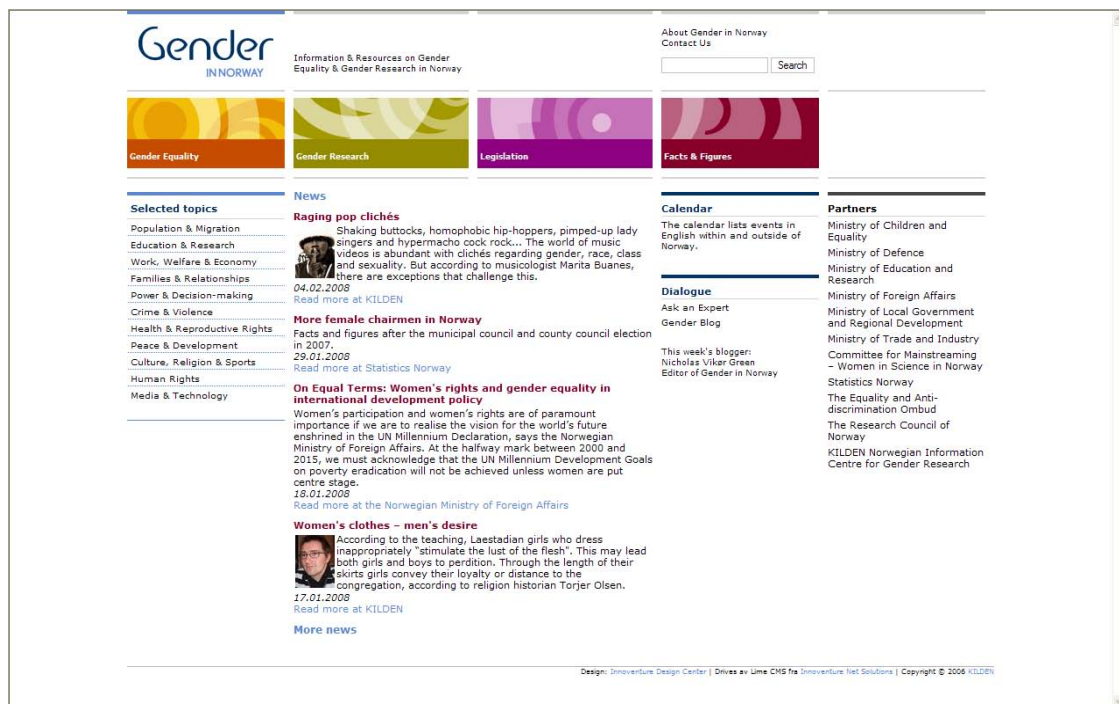 Gender
IN NORWAY
Information & Resources on Gender
Equality & Gender Research in Norway
About Gender in Norway
Contact Us
Search
Gender Equality
Gender Research
Legislation
Facts & Figures
Selected topics
Population & Migration
Education & Research
Work, Welfare & Economy
Families & Relationships
Power & Decision-making
Crime & Violence
Health & Reproductive Rights
Peace & Development
Culture, Religion & Sports
Human Rights
Media & Technology
News
Raging pop clichés
Shaking buttocks, homophobic hip-hoppers, pimped-up lady
singers and hypermacho cock rock... The world of music
videos is abundant with clichés regarding gender, race, class
and sexuality. But according to musicologist Marita Buanes,
there are exceptions that challenge this.
04.02.2008
Read more at KILDEN
More female chairmen in Norway
Facts and figures after the municipal council and county council election
in 2007.
29.01.2008
Read more at Statistics Norway
On Equal Terms: Women's rights and gender equality in
international development policy
Women's participation and women's rights are of paramount
importance if we are to realise the vision for the world's future
enshrined in the UN Millennium Declaration, says the Norwegian
Ministry of Foreign Affairs. At the halfway mark between 2000 and
2015, we must acknowledge that the UN Millennium Development Goals
on poverty eradication will not be achieved unless women are put
centre stage.
18.01.2008
Read more at the Norwegian Ministry of Foreign Affairs
Women's clothes – men's desire
According to the teaching, Laestadian girls who dress
inappropriately "stimulate the lust of the flesh". This may lead
both girls and boys to perdition. Through the length of their
skirts girls convey their loyalty or distance to the
congregation, according to religion historian Torjer Olsen.
17.01.2008
Read more at KILDEN
More news
Calendar
The calendar lists events in
English within and outside of
Norway.
Dialogue
Ask an Expert
Gender Blog
This week's blogger:
Nicholas Vikør Green
Editor of Gender in Norway
Partners
Ministry of Children and
Equality
Ministry of Defence
Ministry of Education and
Research
Ministry of Foreign Affairs
Ministry of Local Government
and Regional Development
Ministry of Trade and Industry
Committee for Mainstreaming
– Women in Science in Norway
Statistics Norway
The Equality and Anti-
discrimination Ombud
The Research Council of
Norway
KILDEN Norwegian Information
Centre for Gender Research
Design: Innoventure Design Center | Drives av Lime CMS fra Innoventure Net Solutions | Copyright © 2006 KILDEN